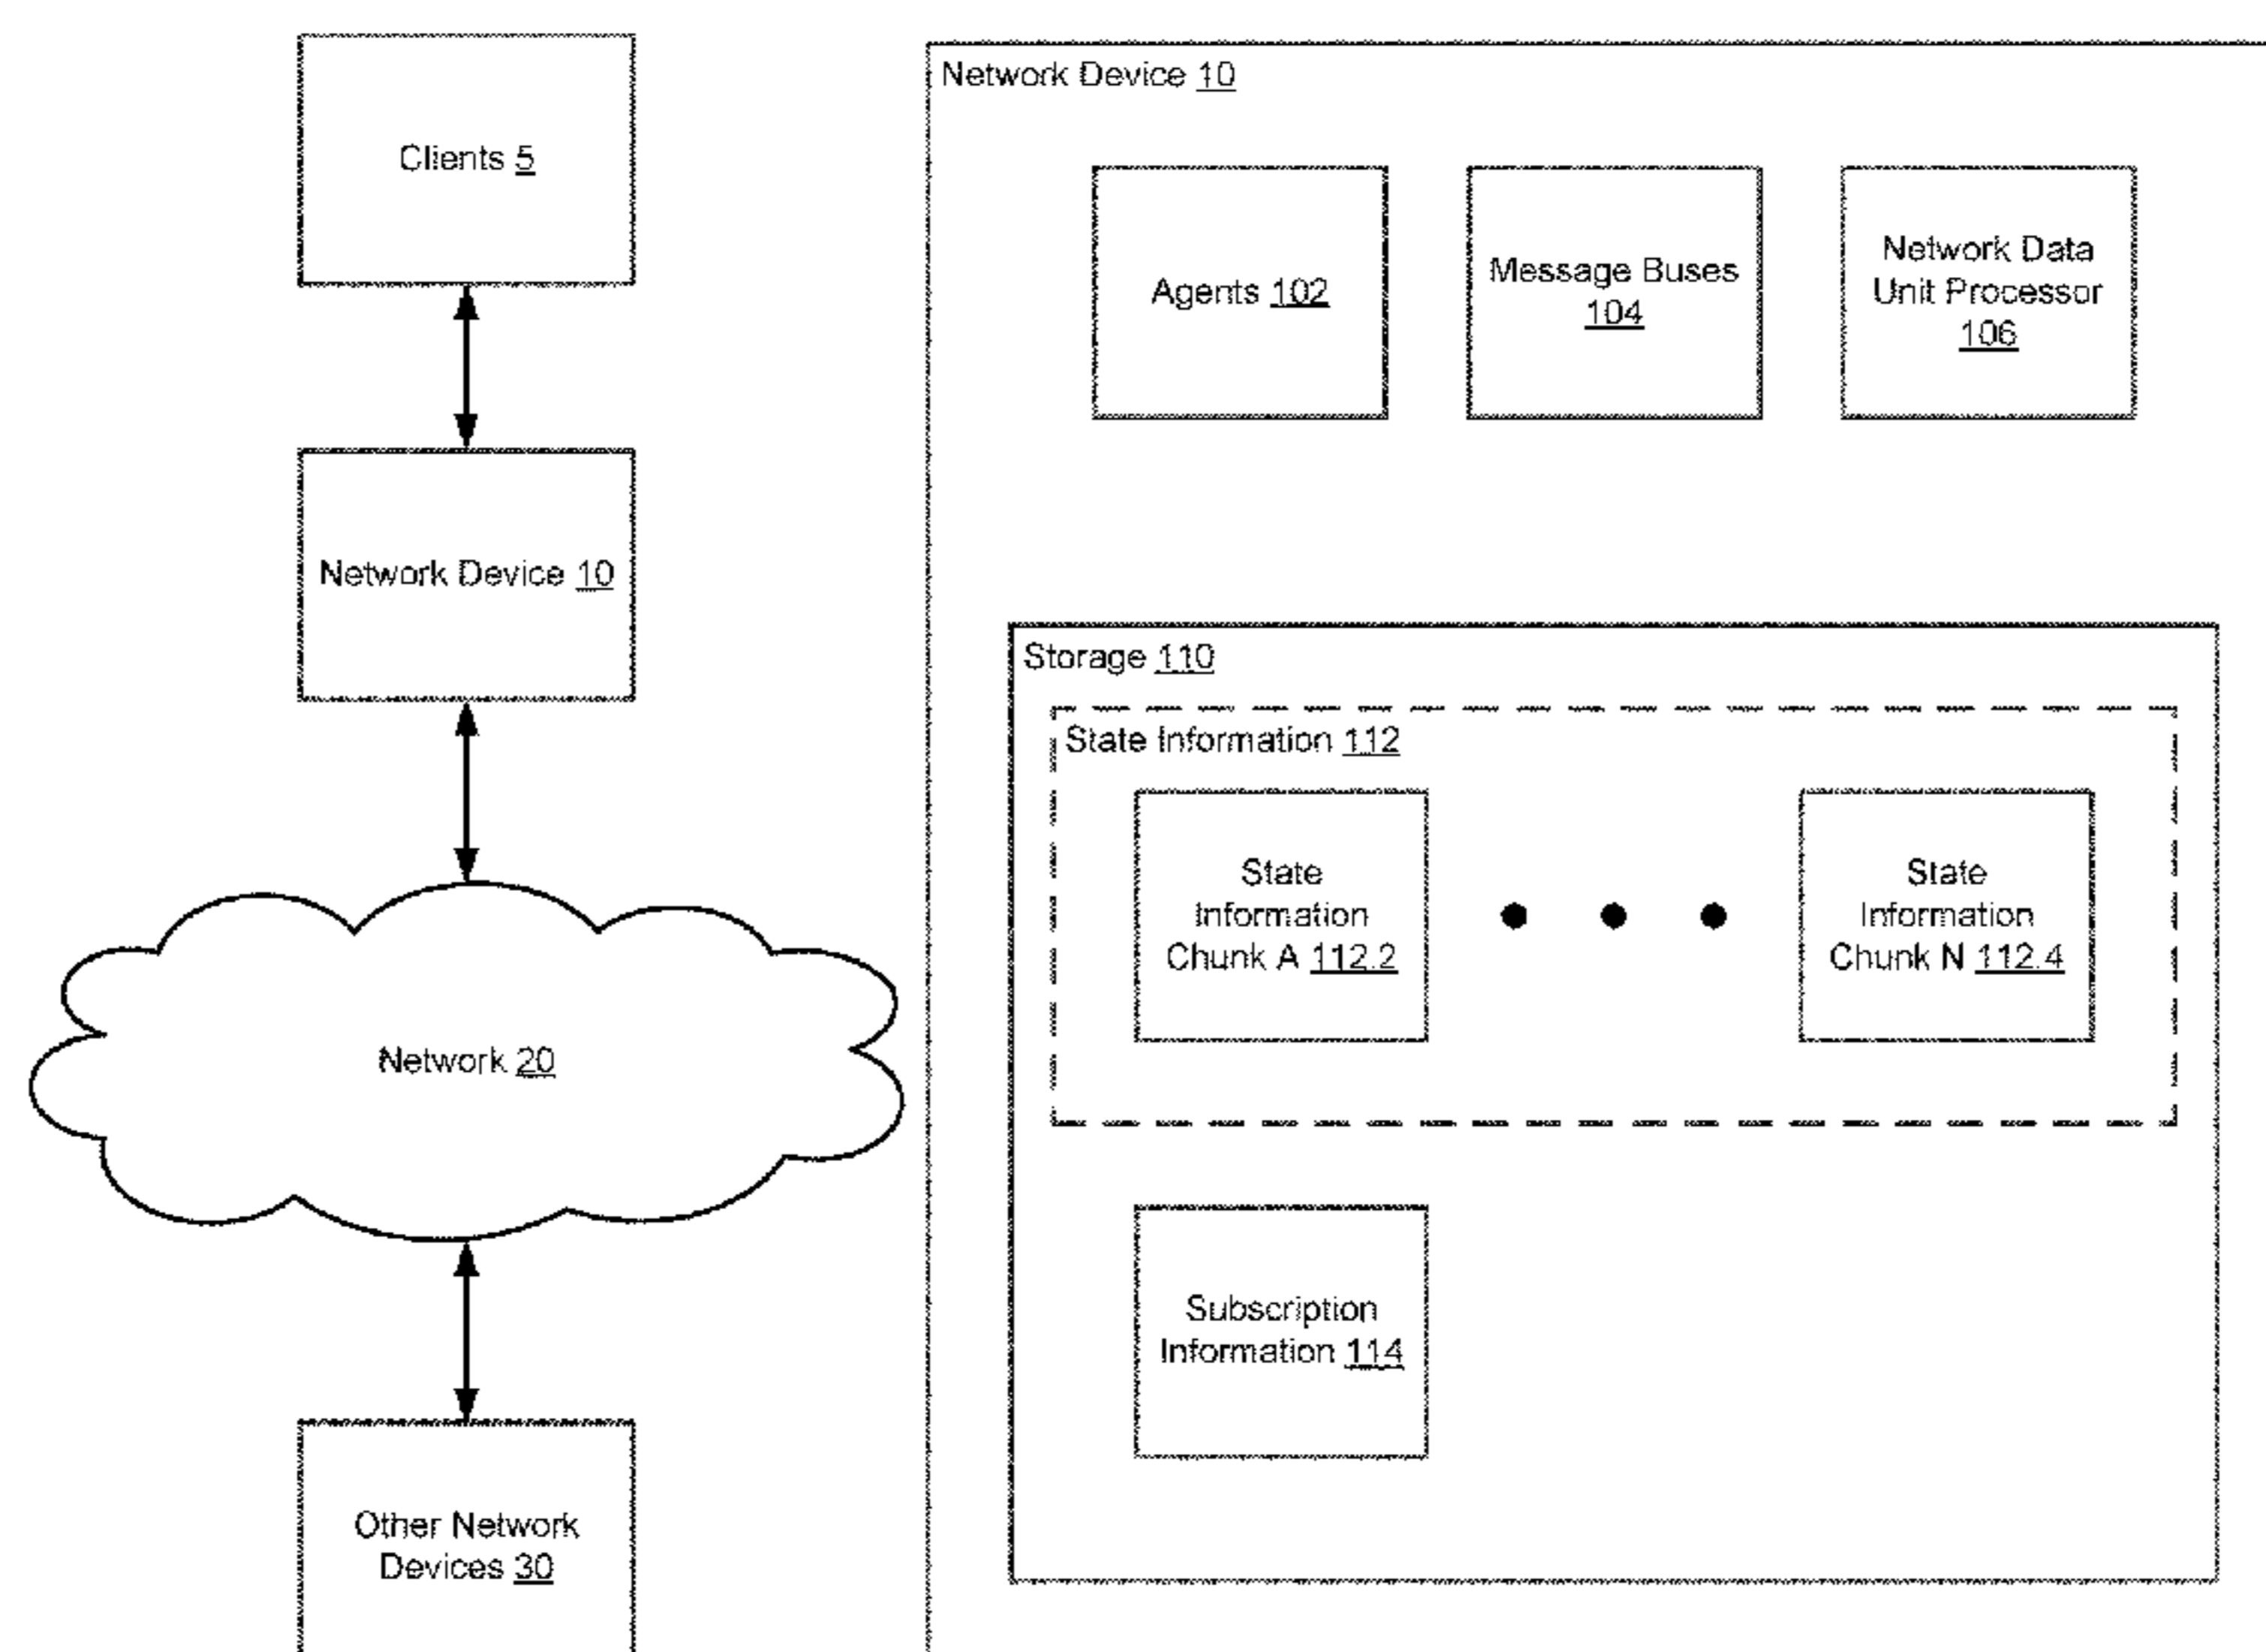 Clients 5
Network Device 10
Network 20
Other Network
Devices 30
Network Device 10
Agents 102
Message Buses
104
Network Data
Unit Processor
106
Storage 110
State Information 112
State
Information
Chunk A 112.2
State
Information
Chunk N 112.4
Subscription
Information 114